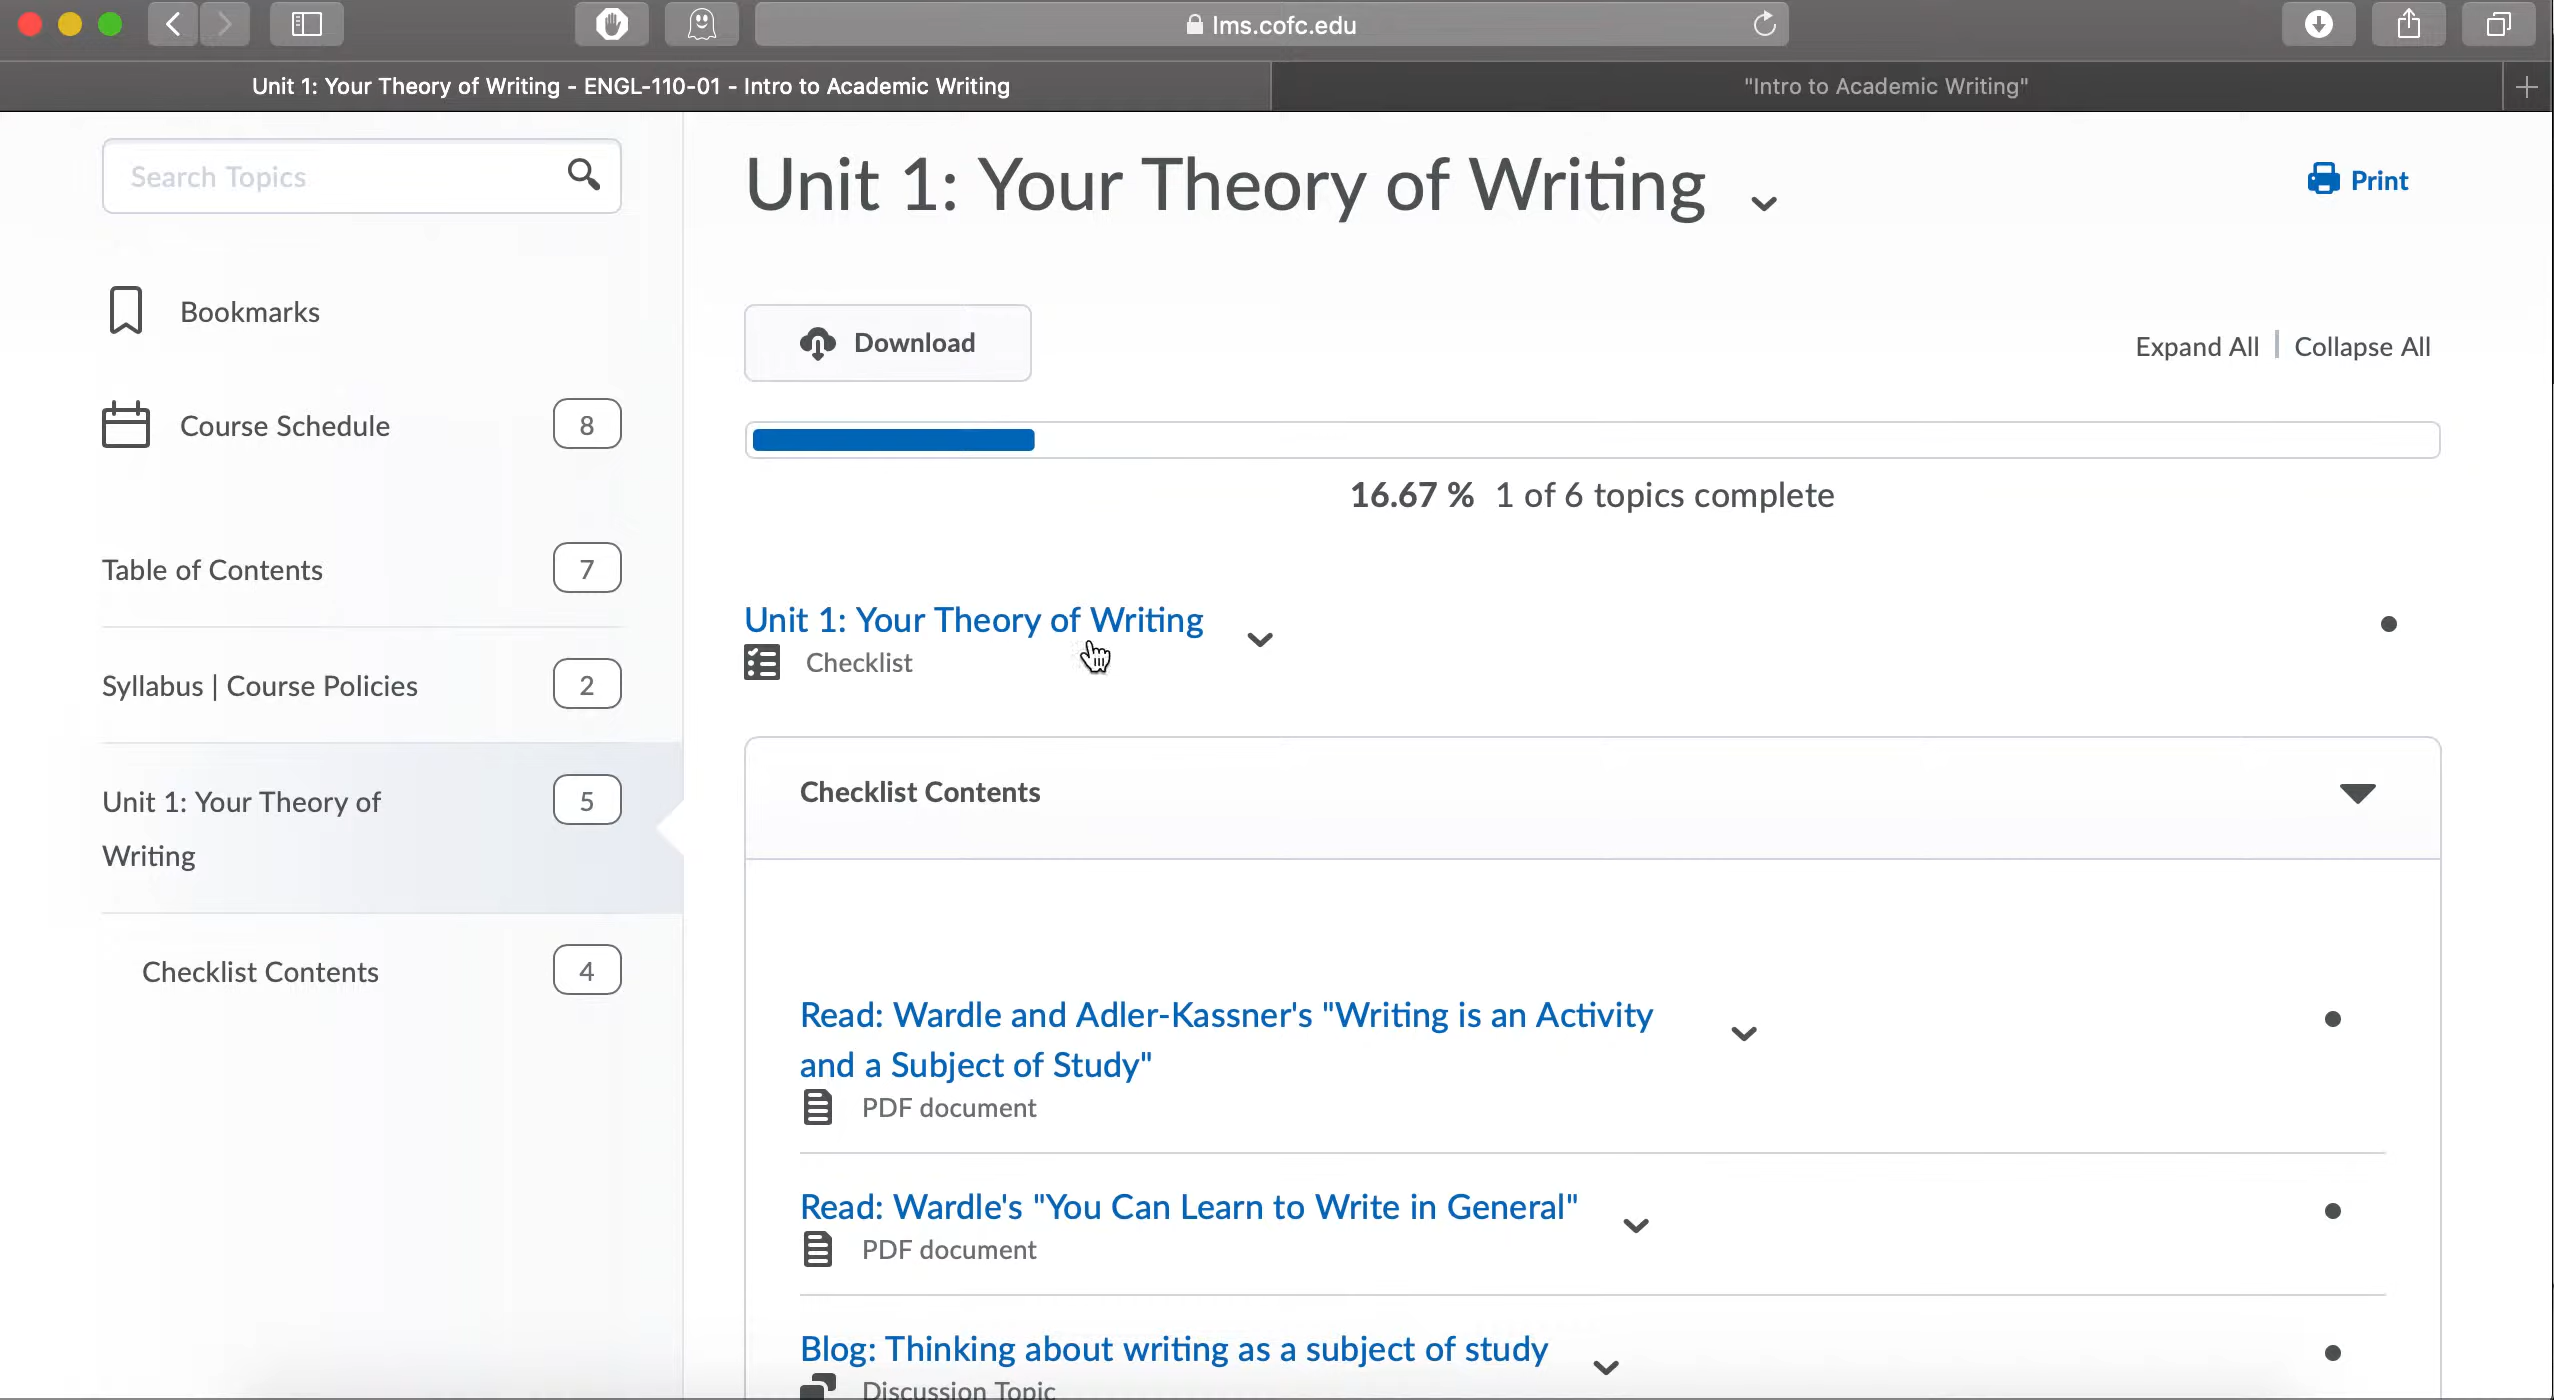 lms.cofc.edu
Unit 1: Your Theory of Writing - ENGL-110-01 - Intro to Academic Writing
"Intro to Academic Writing"
Search Topics
Bookmarks
Course Schedule
8
Table of Contents
7
Syllabus | Course Policies
2
Unit 1: Your Theory of
Writing
5
Checklist Contents
4
Unit 1: Your Theory of Writing
Print
Download
Expand All
Collapse All
16.67 % 1 of 6 topics complete
Unit 1: Your Theory of Writing
Checklist
Checklist Contents
Read: Wardle and Adler-Kassner's "Writing is an Activity
and a Subject of Study"
PDF document
Read: Wardle's "You Can Learn to Write in General"
PDF document
Blog: Thinking about writing as a subject of study
Discussion Topic